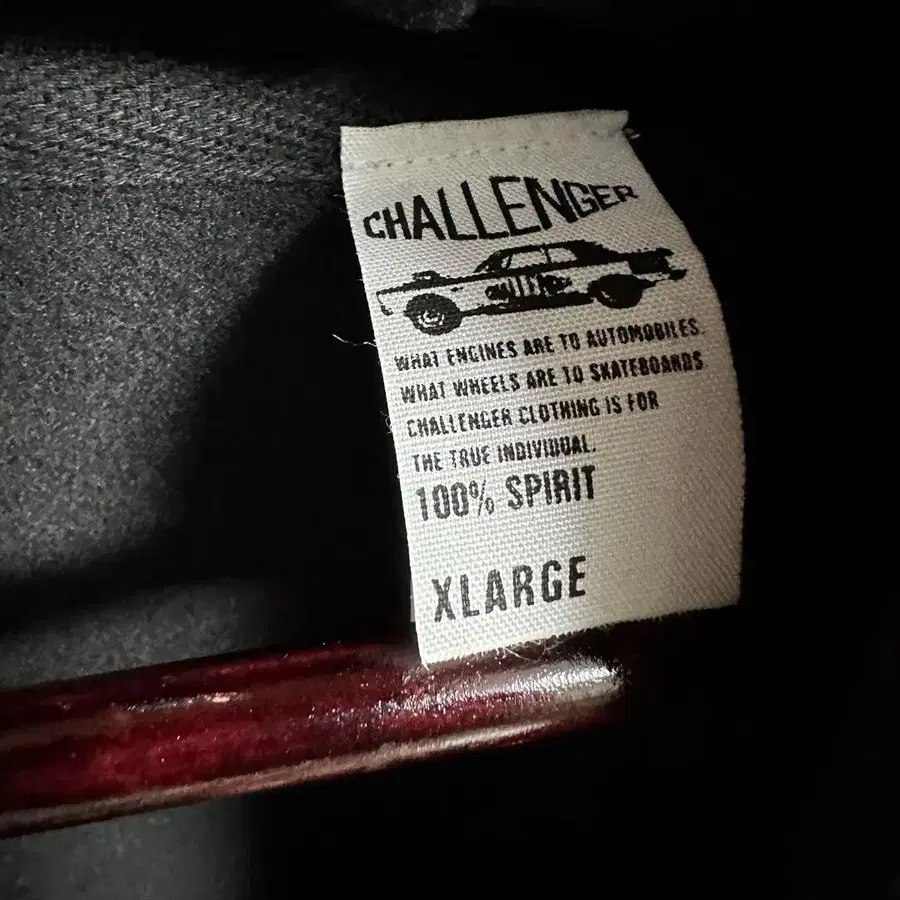 CHALLENGER
WHAT ENGINES ARE TO AUTOMOBILES.
WHAT WHEELS ARE TO SKATEBOARDS
CHALLENGER CLOTHING IS FOR
THE TRUE INDIVIDUAL.
100% SPIRIT
XLARGE